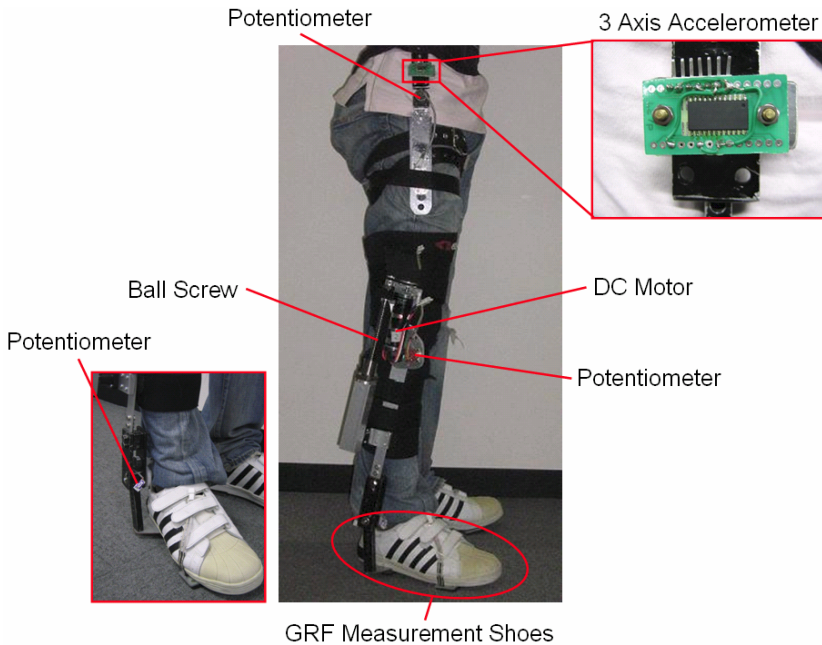 Potentiometer
3 Axis Accelerometer
Ball Screw
DC Motor
Potentiometer
Potentiometer
GRF Measurement Shoes